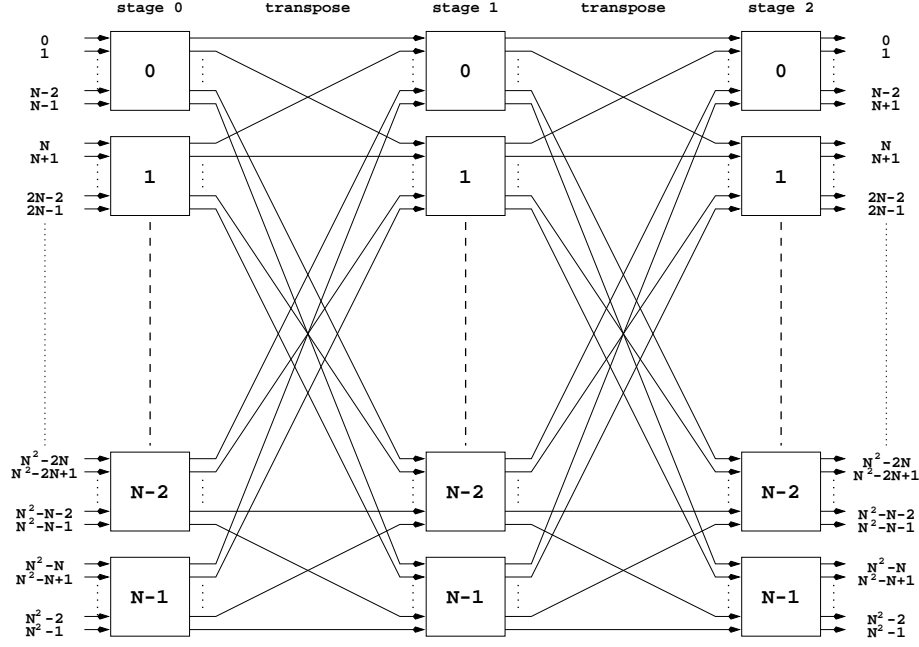 stage 0 transpose stage 1 transpose stage 2
0 0
1 1
0 0 0
N-2 N-2
N-1 N+1
N N
N+1 N+1
1 1 1
2N-2 2N-2
2N-1 2N-1
N²-2N N²-2N
N²-2N+1 N²-2N+1
N-2 N-2 N-2
N²-N-2 N²-N-2
N²-N-1 N²-N-1
N²-N N²-N
N²-N+1 N²-N+1
N-1 N-1 N-1
N²-2 N²-2
N²-1 N²-1